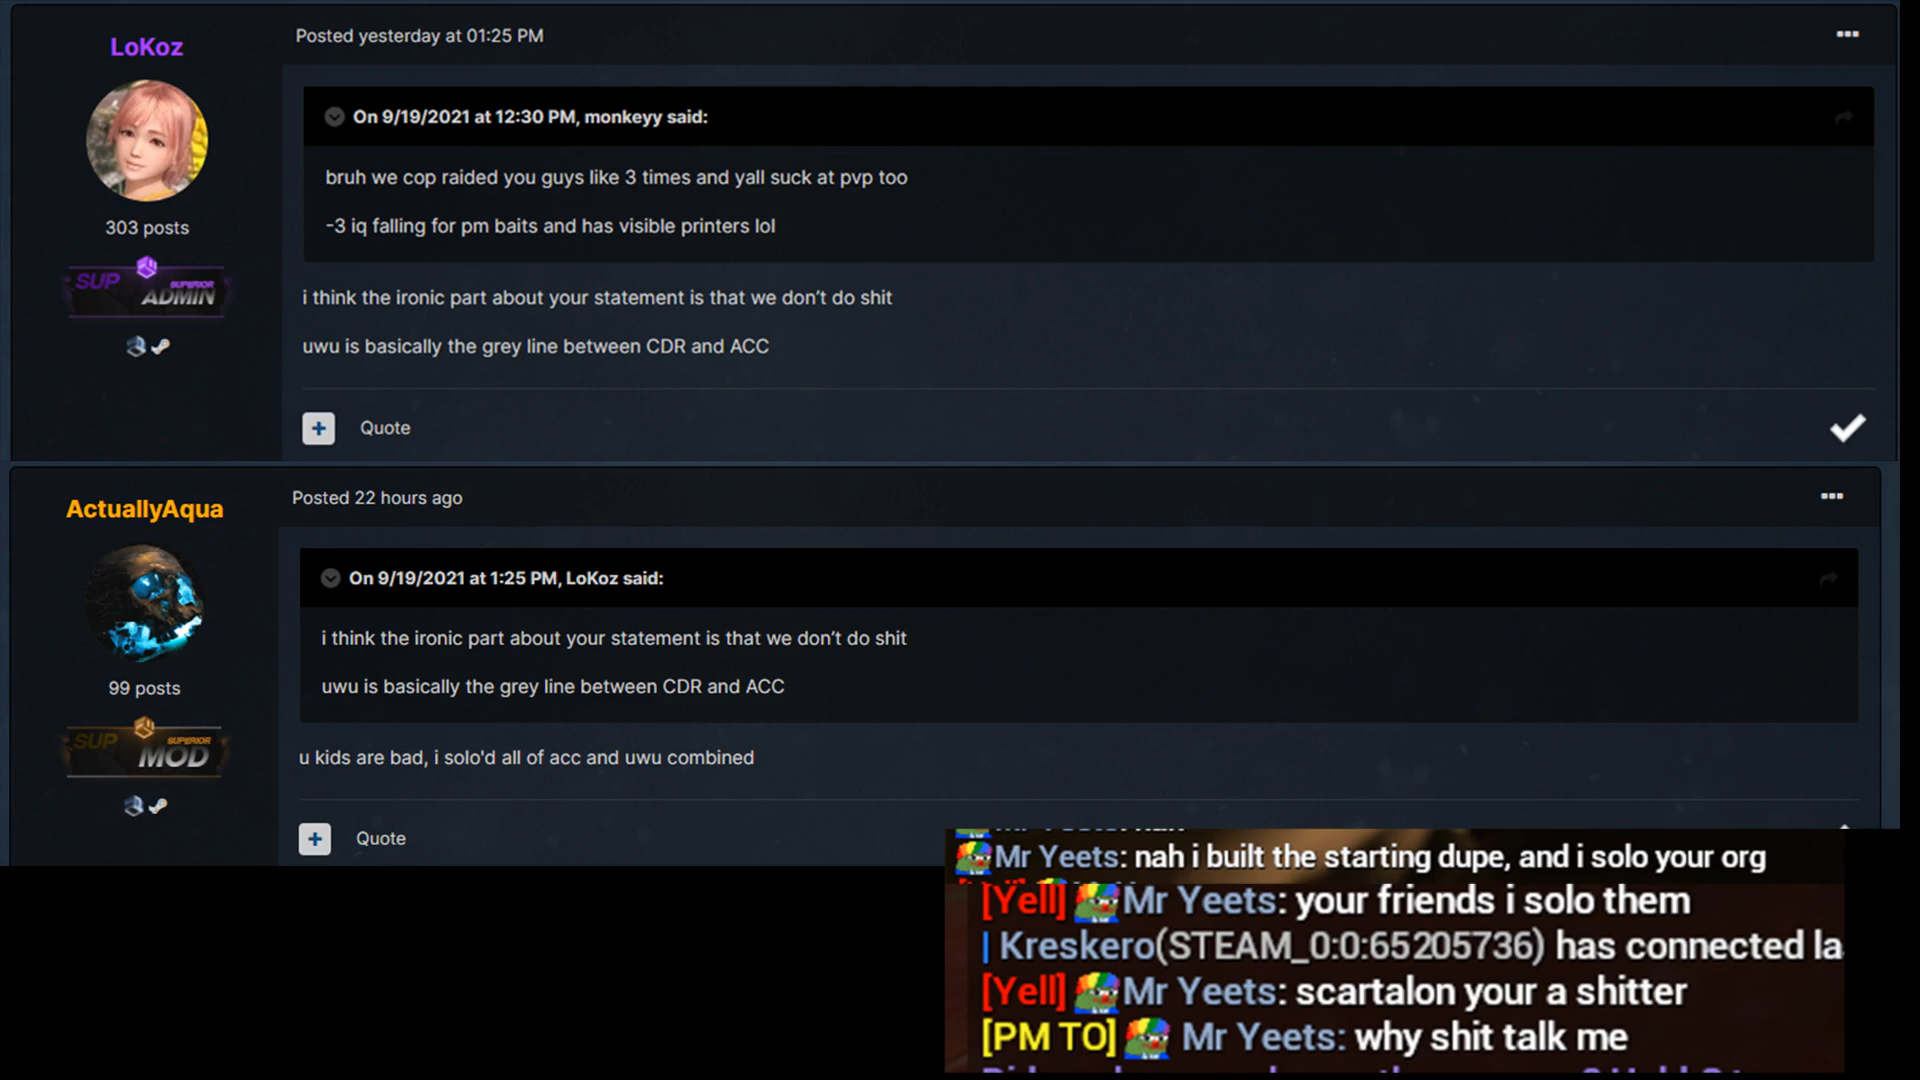 LoKoz
Posted yesterday at 01:25 PM
On 9/19/2021 at 12:30 PM, monkeyy said:
bruh we cop raided you guys like 3 times and yall suck at pvp too
-3 iq falling for pm baits and has visible printers lol
303 posts
SUP SUPERIOR
ADMIN
i think the ironic part about your statement is that we don’t do shit
uwu is basically the grey line between CDR and ACC
+ Quote
ActuallyAqua
Posted 22 hours ago
On 9/19/2021 at 1:25 PM, LoKoz said:
i think the ironic part about your statement is that we don’t do shit
uwu is basically the grey line between CDR and ACC
99 posts
SUP SUPERIOR
MOD
u kids are bad, i solo'd all of acc and uwu combined
+ Quote
Mr Yeets: nah i built the starting dupe, and i solo your org
[Yell] Mr Yeets: your friends i solo them
| Kreskero(STEAM_0:0:65205736) has connected la
[Yell] Mr Yeets: scartalon your a shitter
[PM TO] Mr Yeets: why shit talk me